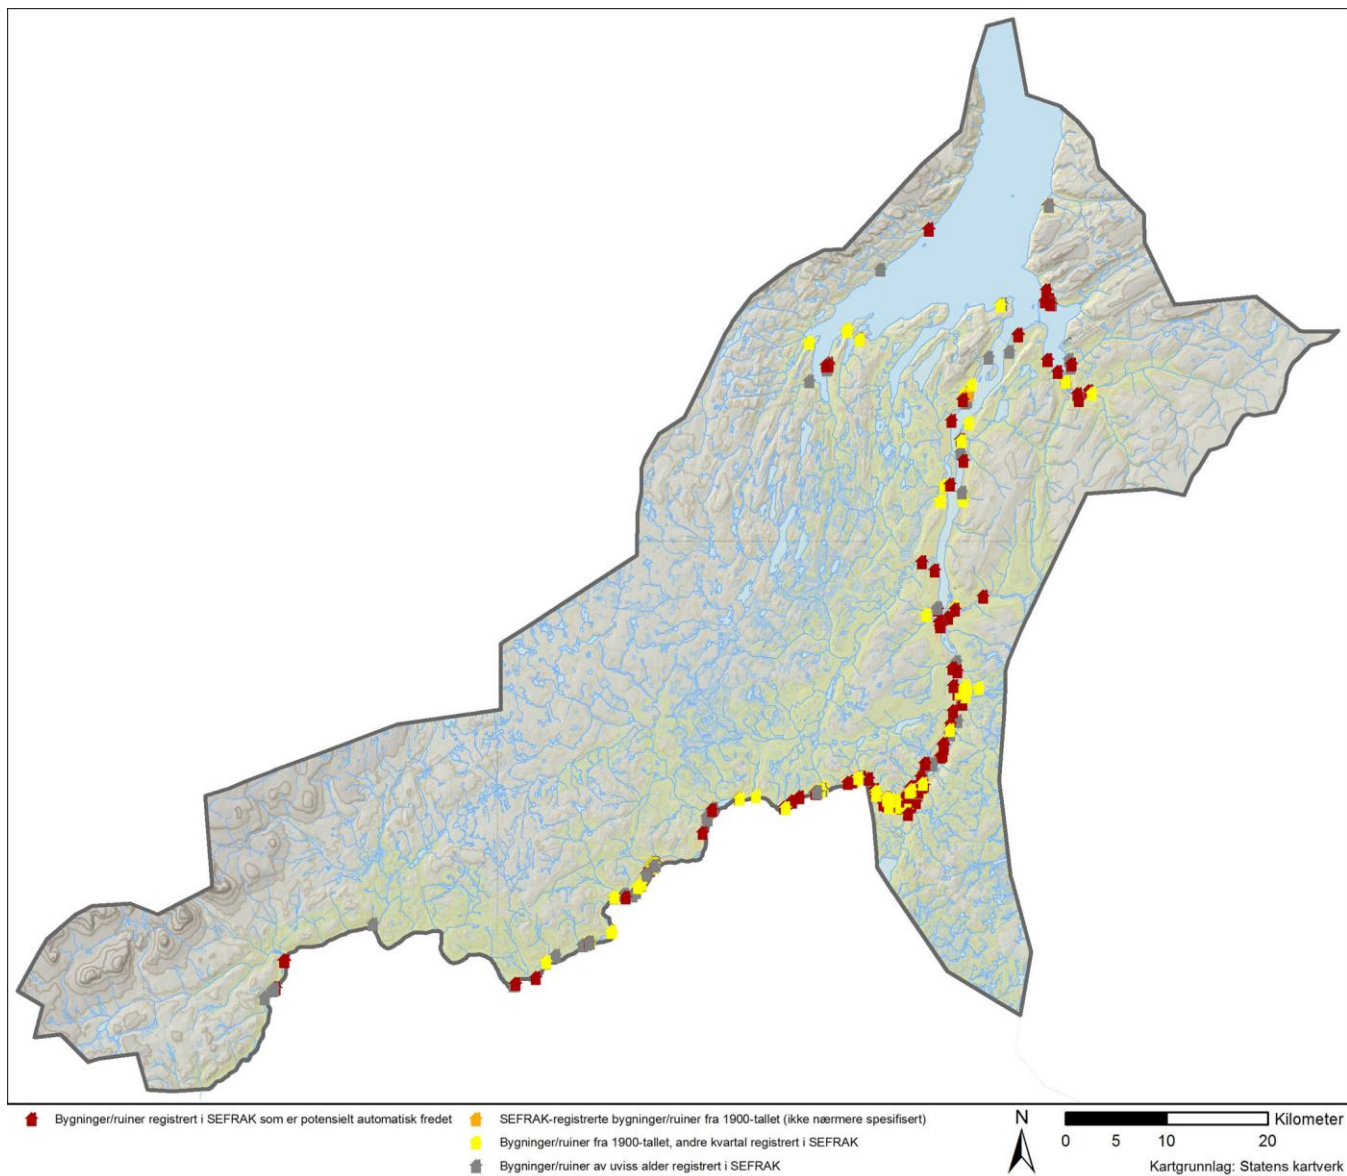 Bygninger/ruiner registrert i SEFRAK som er potensielt automatisk fredet
SEFRAK-registrerte bygninger/ruiner fra 1900-tallet (ikke nærmere spesifisert)
Bygninger/ruiner fra 1900-tallet, andre kvartal registrert i SEFRAK
Bygninger/ruiner av uviss alder registrert i SEFRAK
N
Kilometer
0 5 10 20
Kartgrunnlag: Statens kartverk